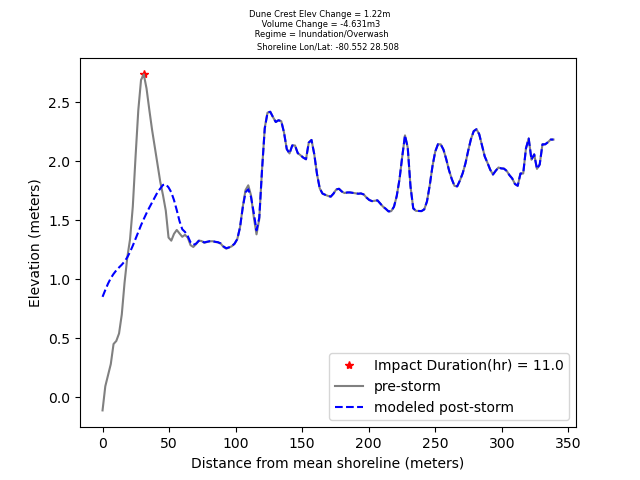 Dune Crest Elev Change = 1.22m
Volume Change = -4.631m3
Regime = Inundation/Overwash
Shoreline Lon/Lat: -80.552 28.508
2.5
2.0
1.5
1.0
0.5
0.0
Elevation (meters)
Impact Duration(hr) = 11.0
pre-storm
modeled post-storm
0 50 100 150 200 250 300 350
Distance from mean shoreline (meters)